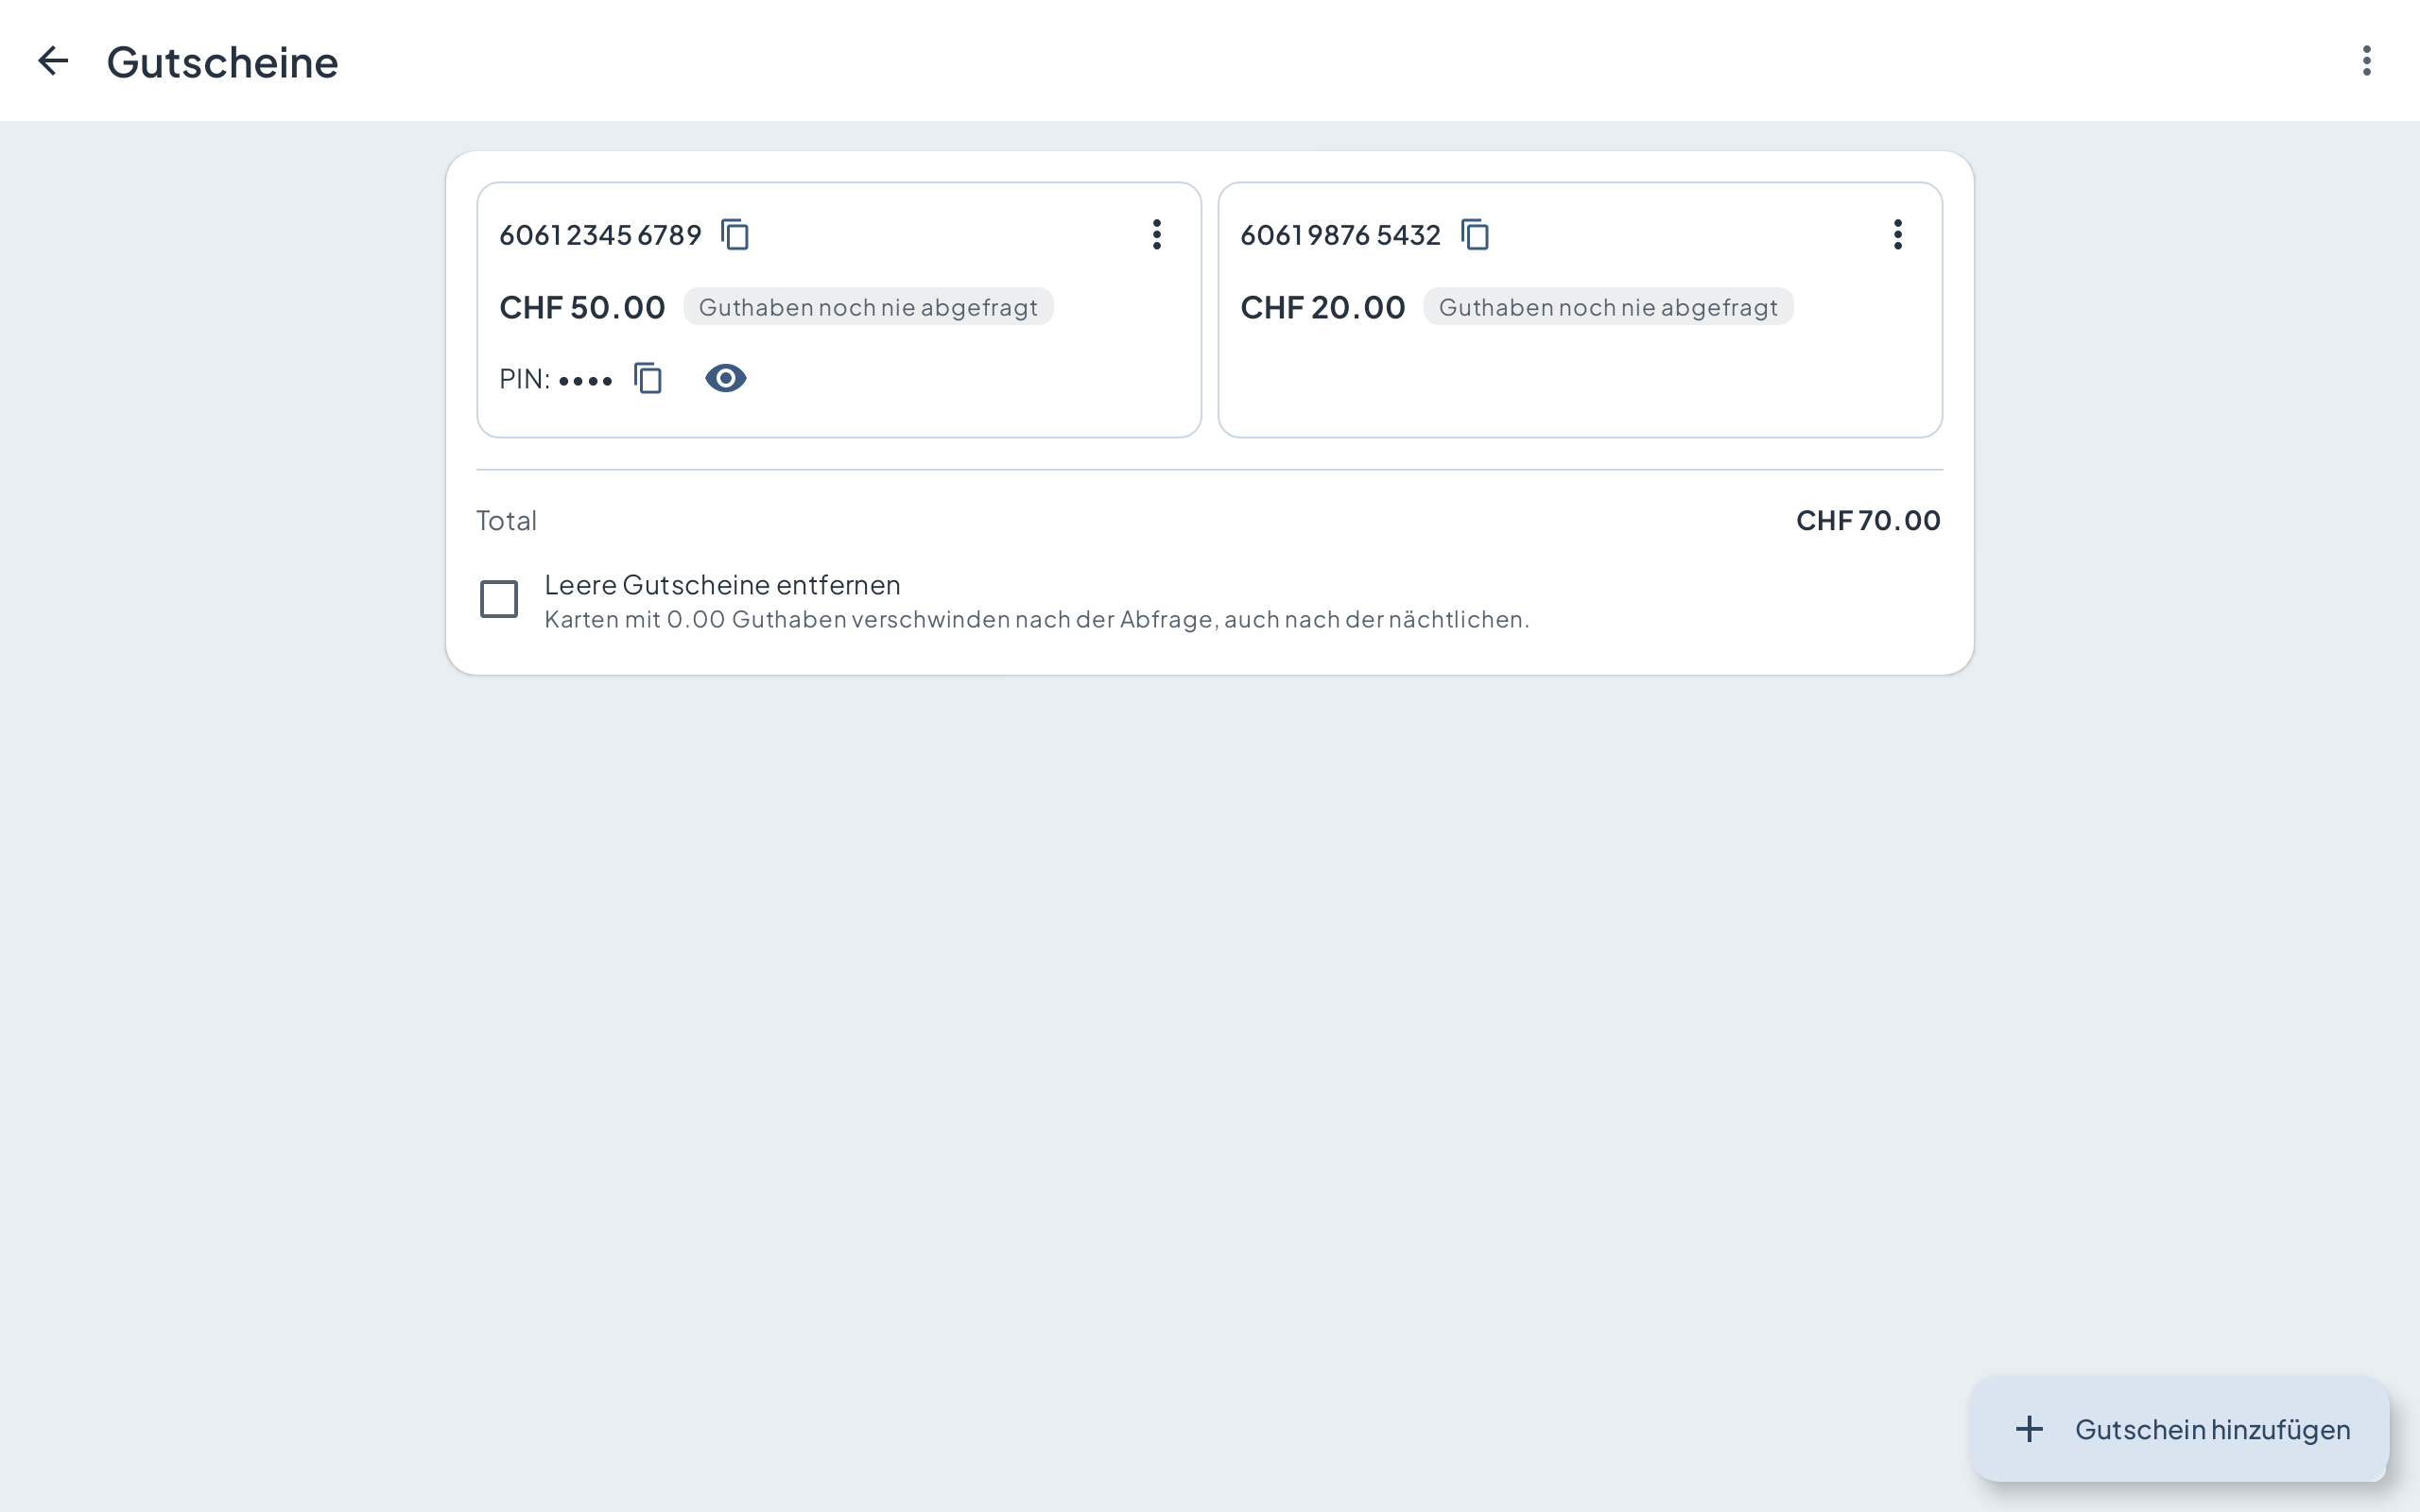 Gutscheine
6061 2345 6789
CHF 50.00 Guthaben noch nie abgefragt
PIN: ••••
6061 9876 5432
CHF 20.00 Guthaben noch nie abgefragt
Total CHF 70.00
Leere Gutscheine entfernen
Karten mit 0.00 Guthaben verschwinden nach der Abfrage, auch nach der nächtlichen.
Gutschein hinzufügen